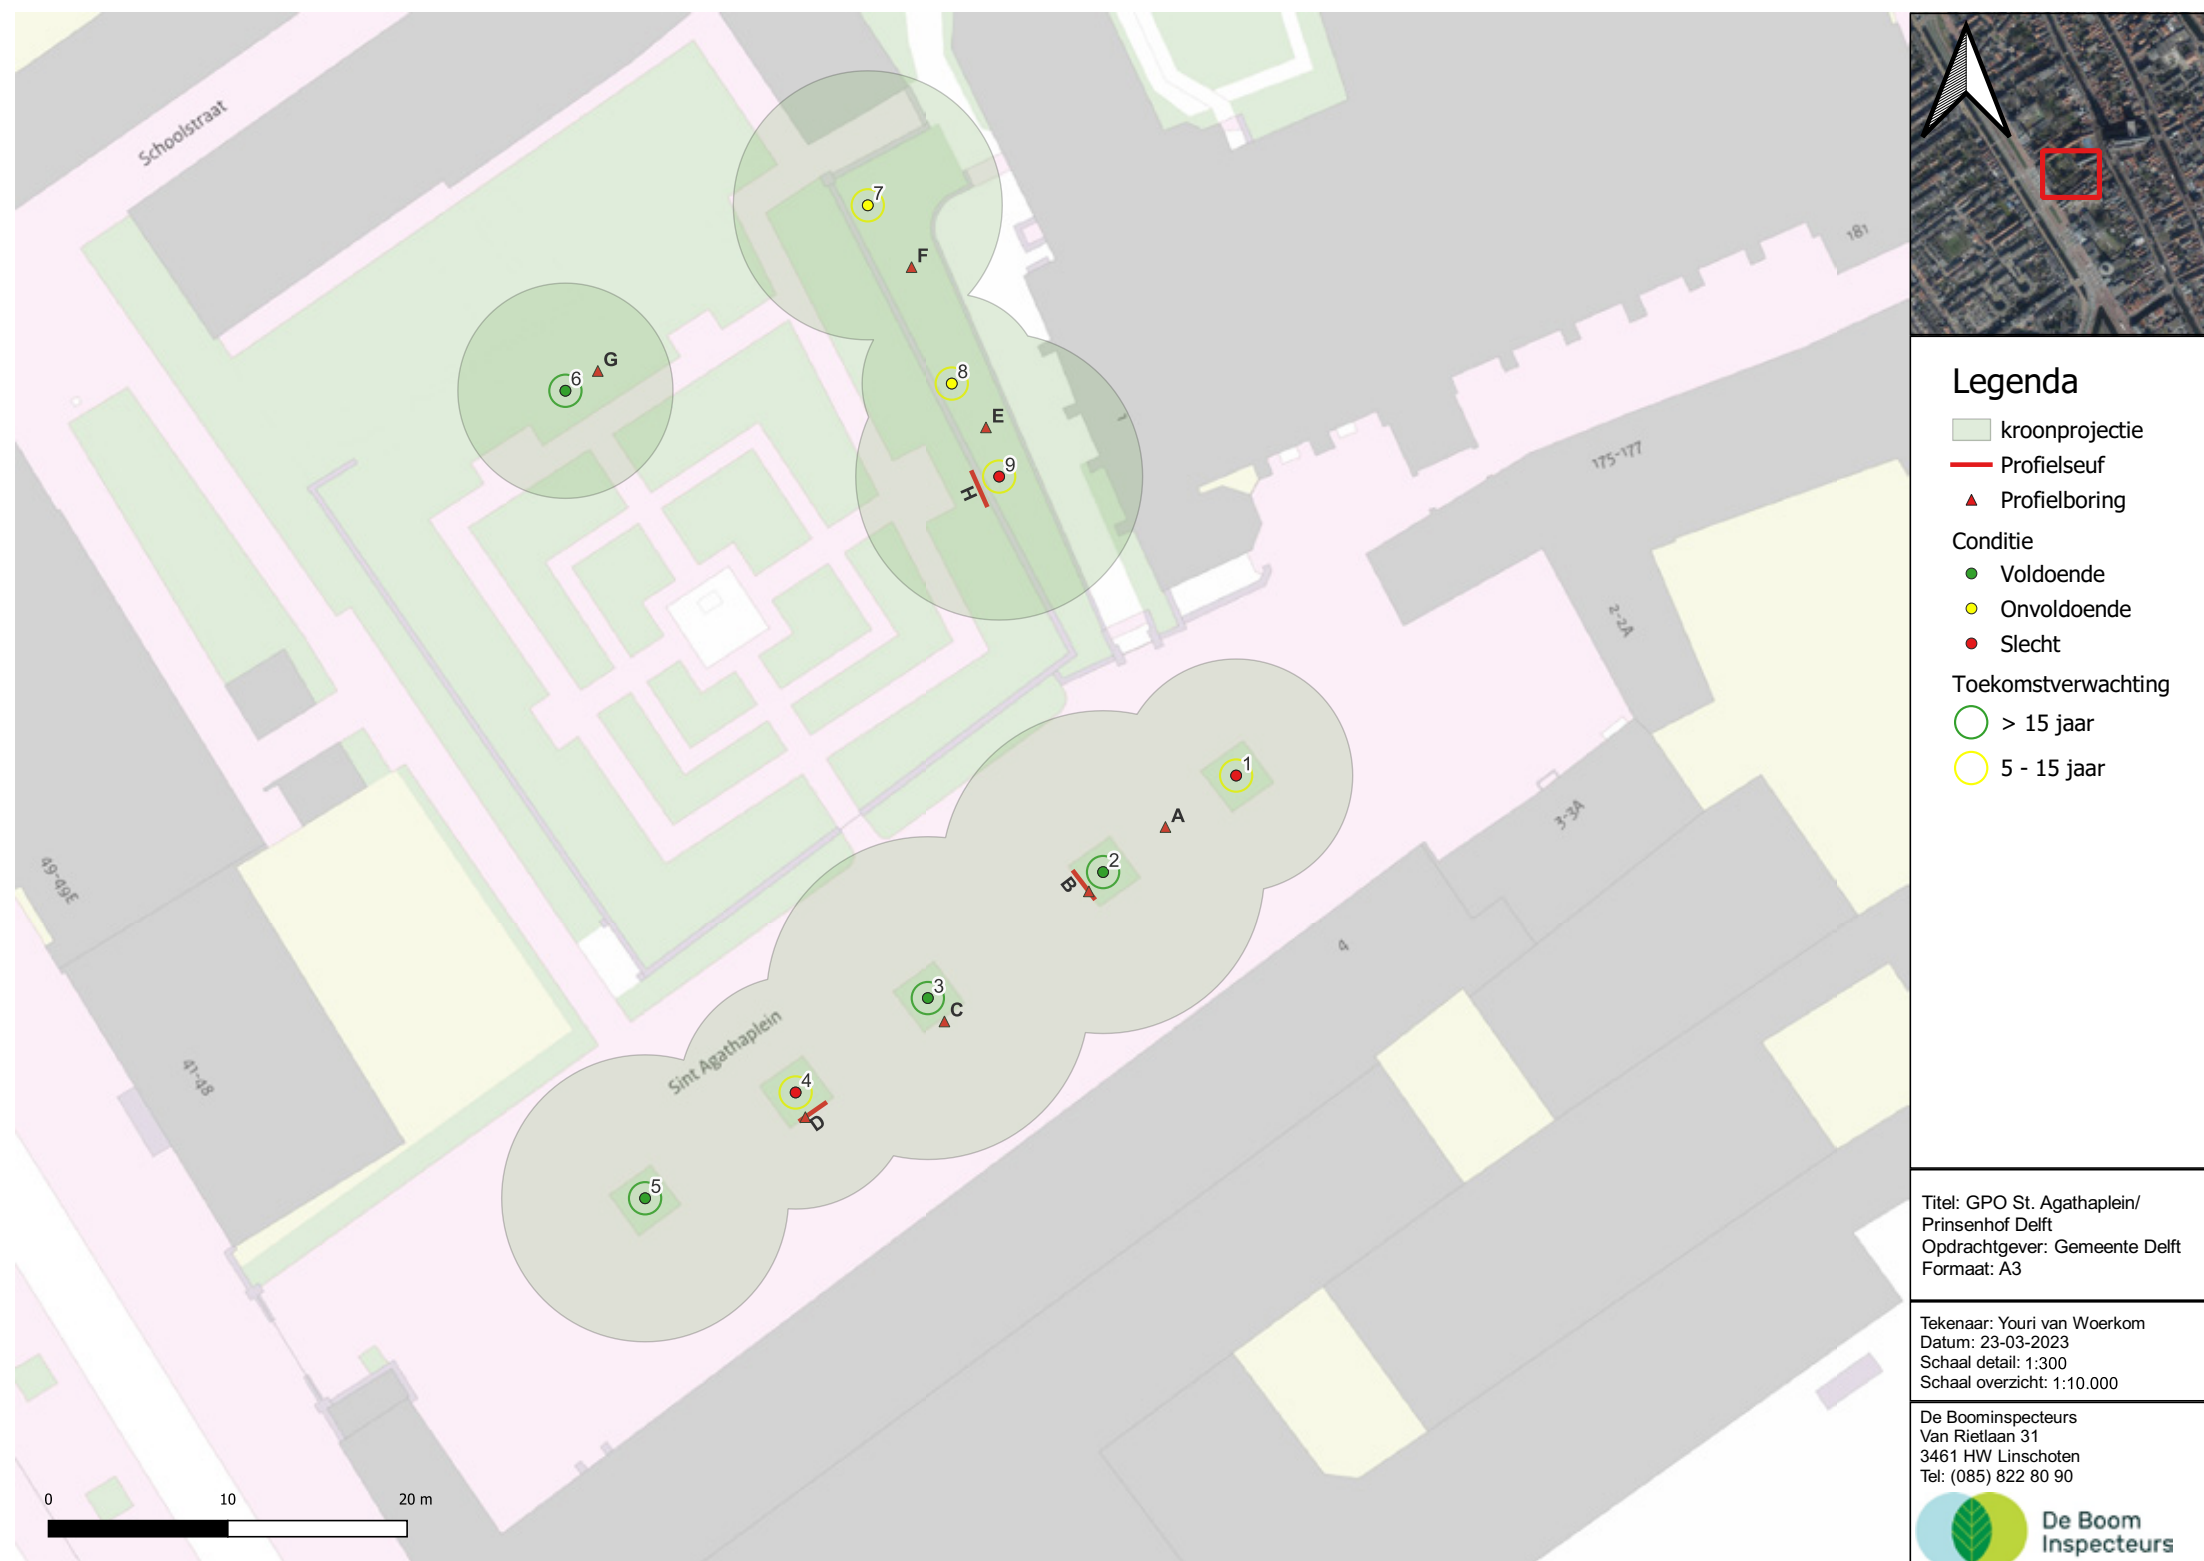 Schoolstraat
7
F
181
6
G
8
E
9
H
175-177
2-2A
1
A
3-3A
2
B
49-49E
4
3
C
Sint Agathaplein
41-48
4
D
5
0
10
20 m
Legenda
kroonprojectie
Profielseuf
Profielboring
Conditie
Voldoende
Onvoldoende
Slecht
Toekomstverwachting
> 15 jaar
5 - 15 jaar
Titel: GPO St. Agathaplein/
Prinsenhof Delft
Opdrachtgever: Gemeente Delft
Formaat: A3
Tekenaar: Youri van Woerkom
Datum: 23-03-2023
Schaal detail: 1:300
Schaal overzicht: 1:10.000
De Boominspecteurs
Van Rietlaan 31
3461 HW Linschoten
Tel: (085) 822 80 90
De Boom
Inspecteurs